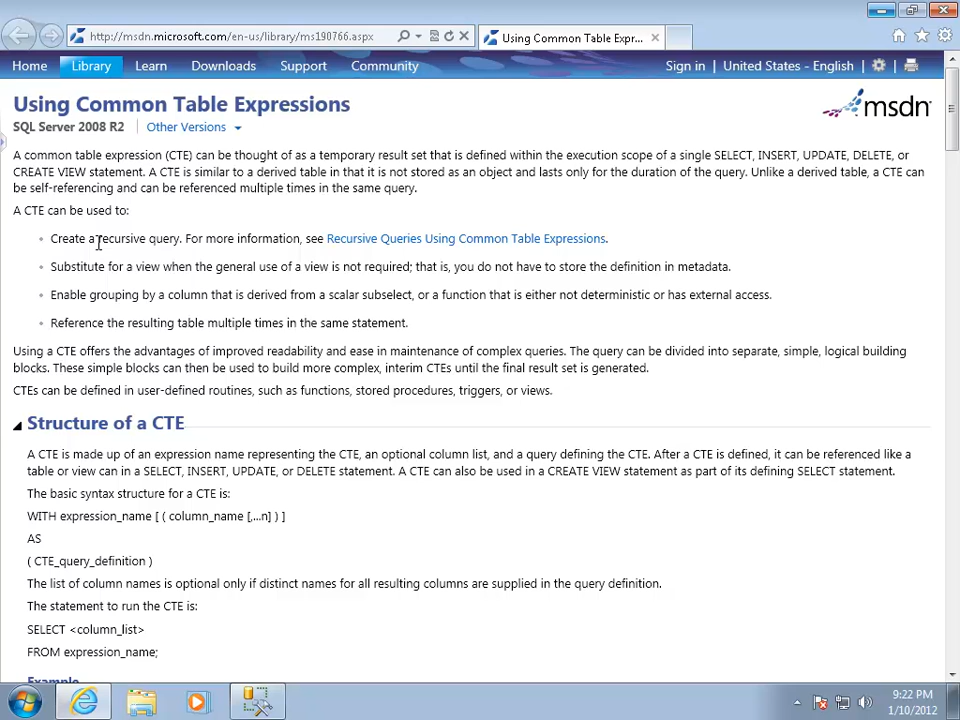 http://msdn.microsoft.com/en-us/library/ms190766.aspx
Using Common Table Expr...
Home Library Learn Downloads Support Community Sign in United States - English
Using Common Table Expressions
msdn
SQL Server 2008 R2 Other Versions
A common table expression (CTE) can be thought of as a temporary result set that is defined within the execution scope of a single SELECT, INSERT, UPDATE, DELETE, or
CREATE VIEW statement. A CTE is similar to a derived table in that it is not stored as an object and lasts only for the duration of the query. Unlike a derived table, a CTE can
be self-referencing and can be referenced multiple times in the same query.
A CTE can be used to:
Create a recursive query. For more information, see Recursive Queries Using Common Table Expressions.
Substitute for a view when the general use of a view is not required; that is, you do not have to store the definition in metadata.
Enable grouping by a column that is derived from a scalar subselect, or a function that is either not deterministic or has external access.
Reference the resulting table multiple times in the same statement.
Using a CTE offers the advantages of improved readability and ease in maintenance of complex queries. The query can be divided into separate, simple, logical building
blocks. These simple blocks can then be used to build more complex, interim CTEs until the final result set is generated.
CTEs can be defined in user-defined routines, such as functions, stored procedures, triggers, or views.
Structure of a CTE
A CTE is made up of an expression name representing the CTE, an optional column list, and a query defining the CTE. After a CTE is defined, it can be referenced like a
table or view can in a SELECT, INSERT, UPDATE, or DELETE statement. A CTE can also be used in a CREATE VIEW statement as part of its defining SELECT statement.
The basic syntax structure for a CTE is:
WITH expression_name [ ( column_name [,...n] ) ]
AS
( CTE_query_definition )
The list of column names is optional only if distinct names for all resulting columns are supplied in the query definition.
The statement to run the CTE is:
SELECT <column_list>
FROM expression_name;
Example
9:22 PM
1/10/2012